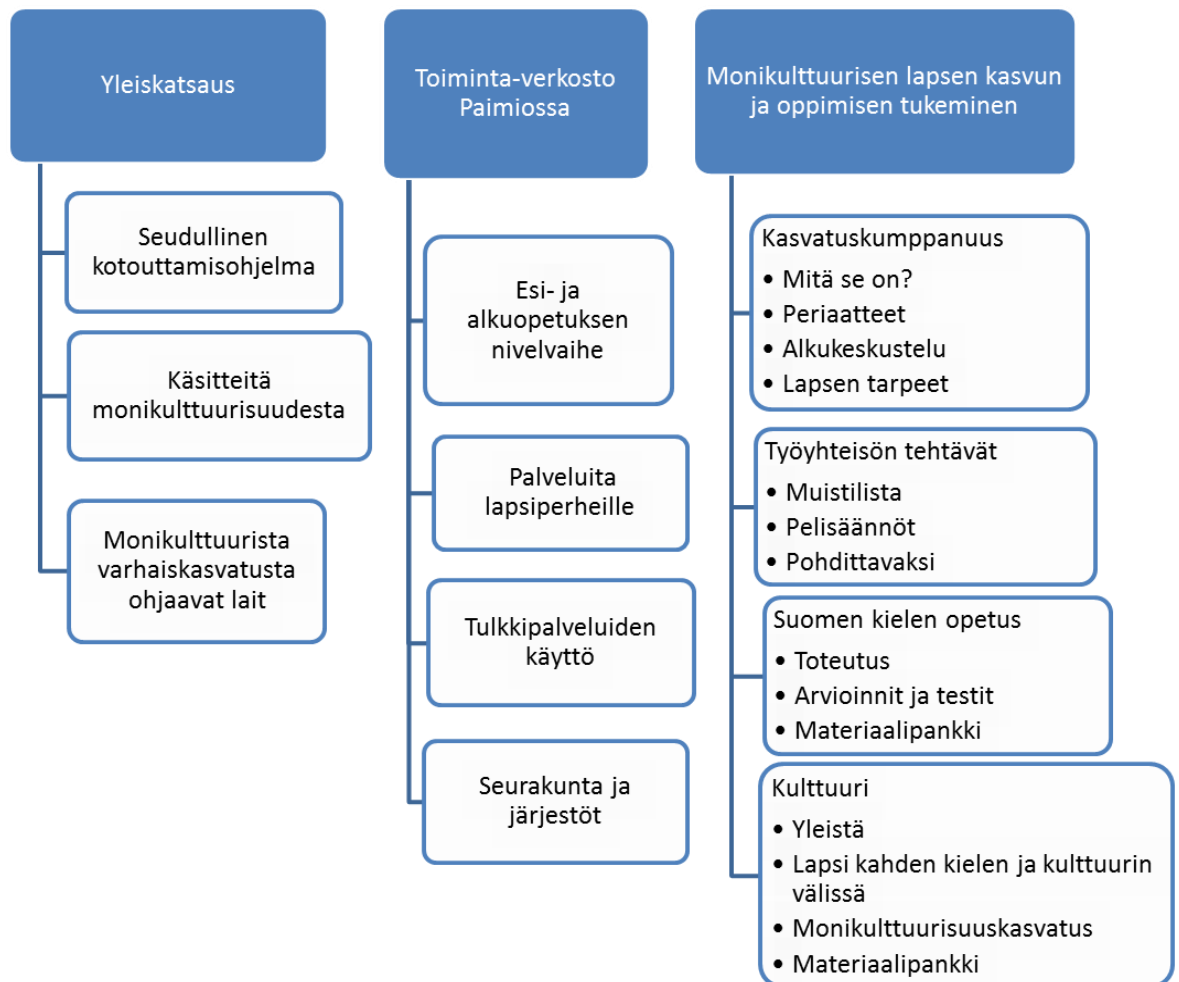 Yleiskatsaus
Seudullinen
kotouttamisohjelma
Käsitteitä
monikulttuurisuudesta
Monikulttuurista
varhaiskasvatusta
ohjaavat lait
Toiminta-verkosto
Paimiossa
Esi- ja
alkuopetuksen
nivelvaihe
Palveluita
lapsiperheille
Tulkkipalveluiden
käyttö
Seurakunta ja
järjestöt
Monikulttuurisen lapsen kasvun
ja oppimisen tukeminen
Kasvatuskumppanuus
• Mitä se on?
• Periaatteet
• Alkukeskustelu
• Lapsen tarpeet
Työyhteisön tehtävät
• Muistilista
• Pelisäännöt
• Pohdittavaksi
Suomen kielen opetus
• Toteutus
• Arvioinnit ja testit
• Materiaalipankki
Kulttuuri
• Yleistä
• Lapsi kahden kielen ja kulttuurin
välissä
• Monikulttuurisuuskasvatus
• Materiaalipankki